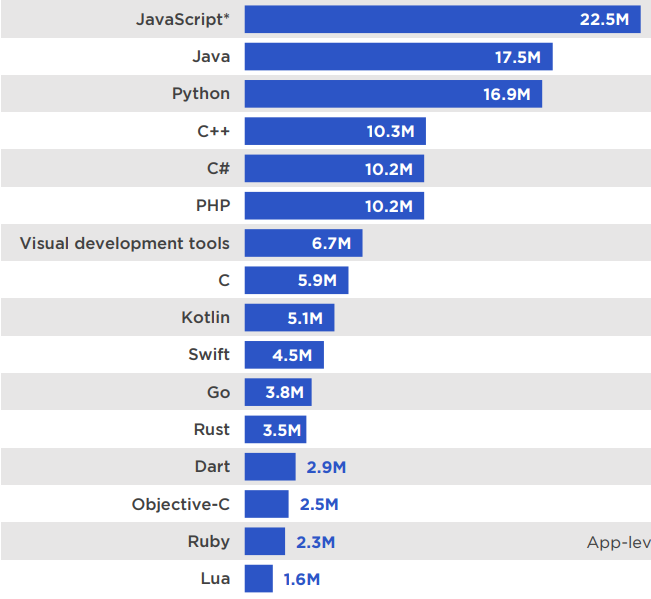 JavaScript* 22.5M
Java 17.5M
Python 16.9M
C++ 10.3M
C# 10.2M
PHP 10.2M
Visual development tools 6.7M
C 5.9M
Kotlin 5.1M
Swift 4.5M
Go 3.8M
Rust 3.5M
Dart 2.9M
Objective-C 2.5M
Ruby 2.3M App-lev
Lua 1.6M